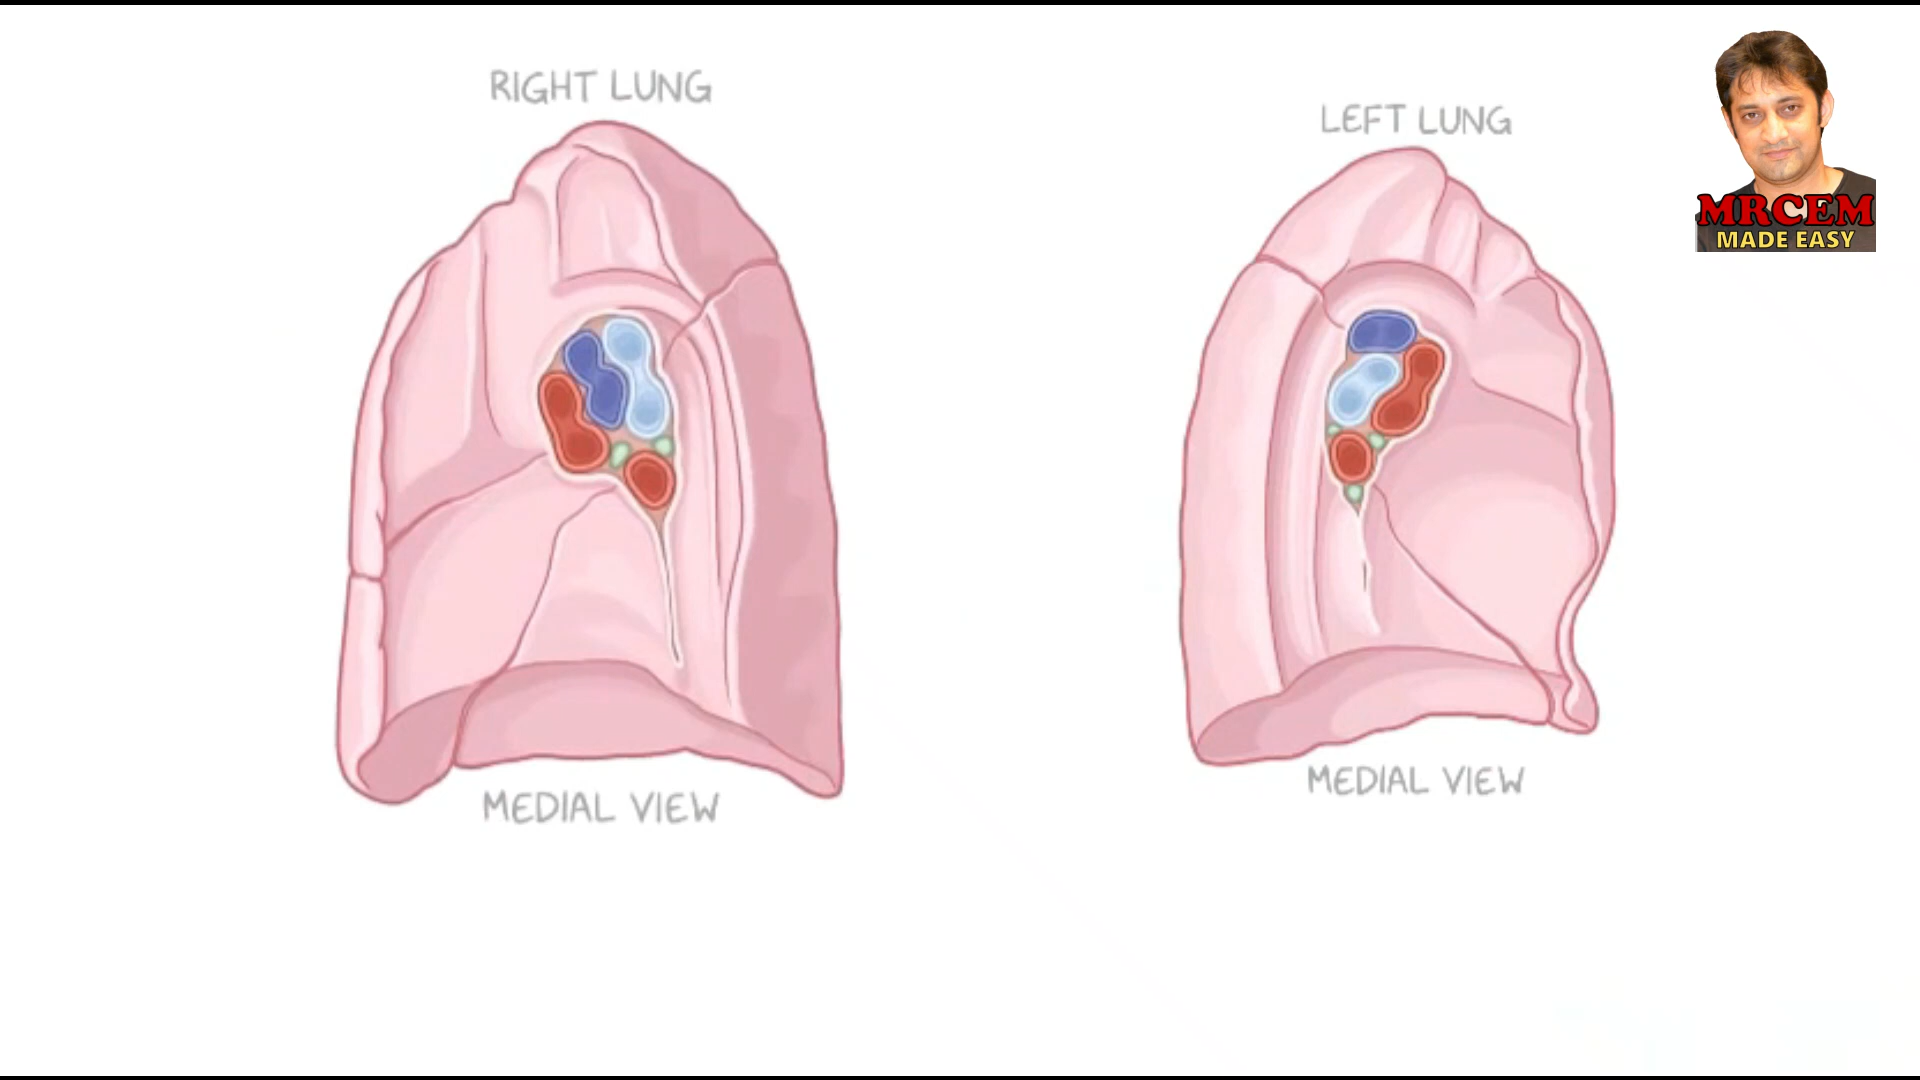 RIGHT LUNG
LEFT LUNG
MRCEM
MADE EASY
MEDIAL VIEW
MEDIAL VIEW